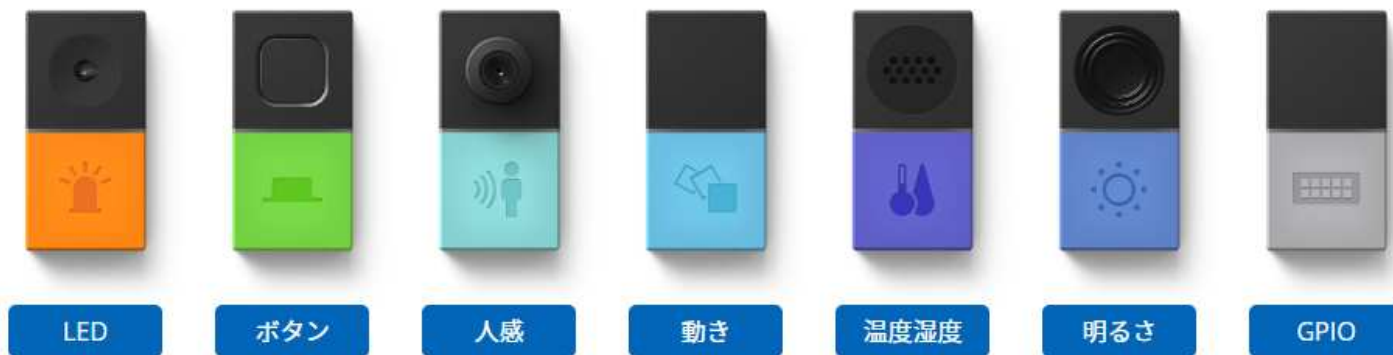 LED
ボタン
人感
動き
温度湿度
明るさ
GPIO